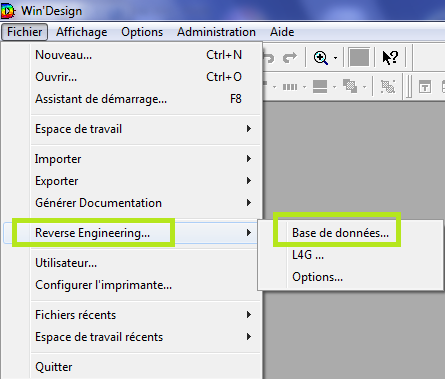 Win'Design
Fichier Affichage Options Administration Aide
Nouveau... Ctrl+N
Ouvrir... Ctrl+O
Assistant de démarrage... F8
Espace de travail
Importer
Exporter
Générer Documentation
Reverse Engineering... Base de données...
L4G ...
Options...
Utilisateur...
Configurer l'imprimante...
Fichiers récents
Espace de travail récents
Quitter